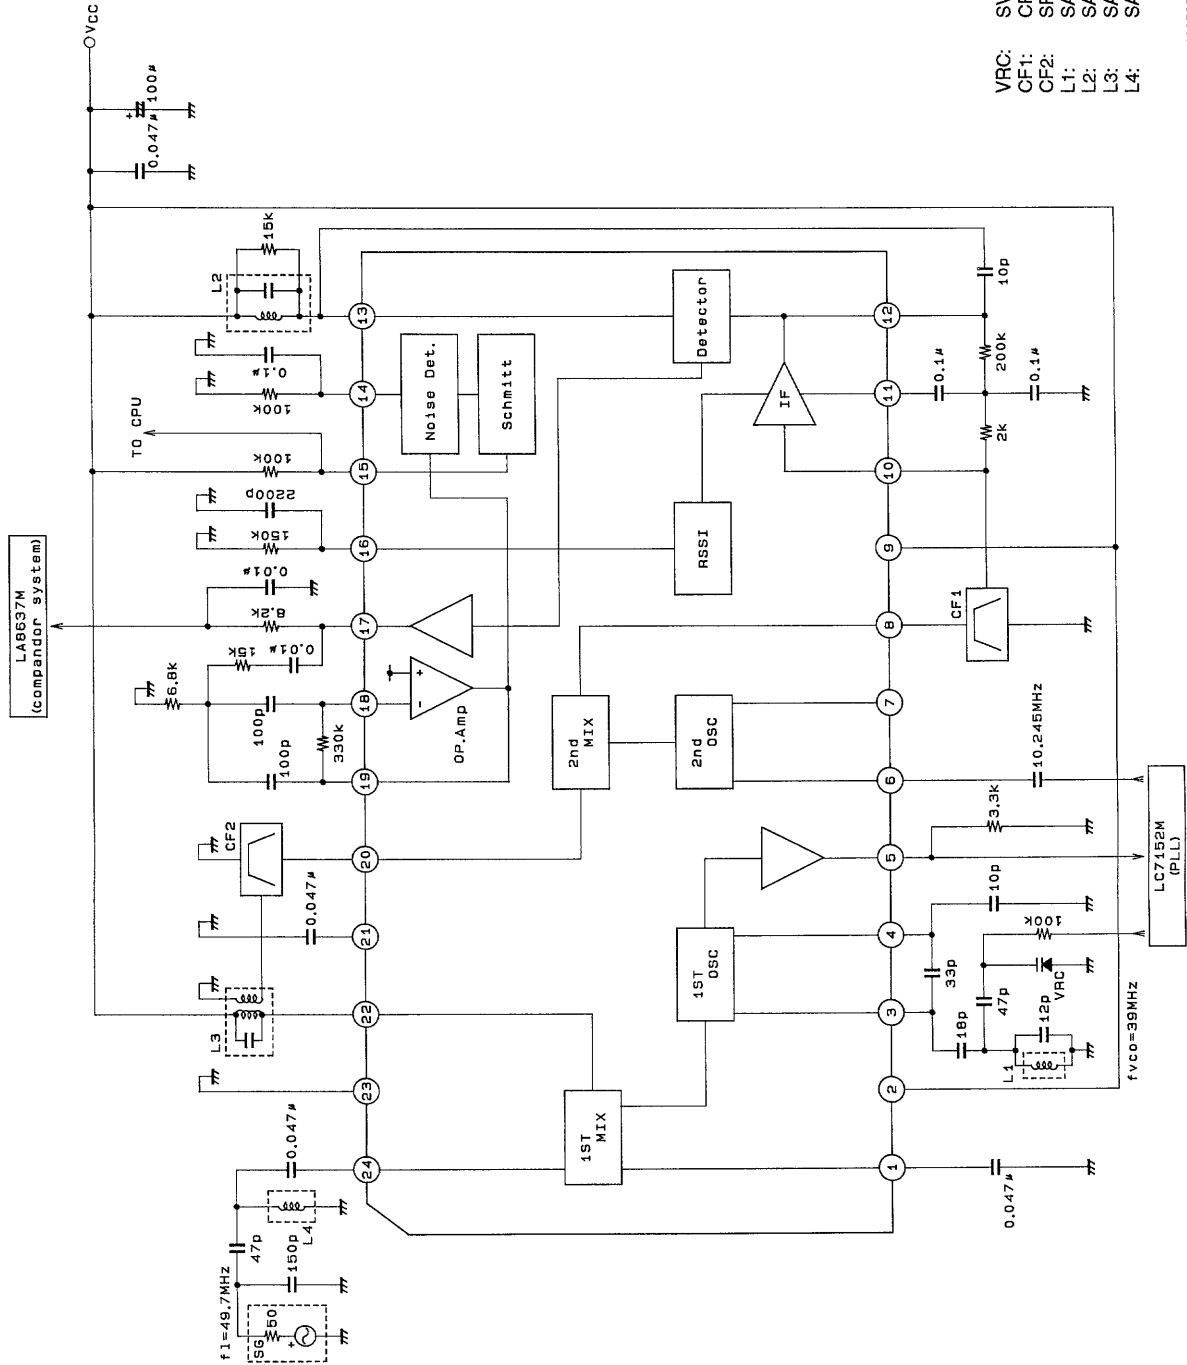 LA8637M
(compandor system)
VCC
0.047μ
100μ
f1=49.7MHz
SG
50
47p
150p
L4
0.047μ
L3
0.047μ
CF2
100p
100p
330k
6.8k
15k
0.01μ
8.2k
0.01μ
150k
2200p
TO CPU
100k
100k
0.1μ
L2
15k
24
23
22
21
20
19
18
17
16
15
14
13
1ST
MIX
1ST
OSC
2nd
MIX
2nd
OSC
OP.Amp
+
-
RSSI
Noise Det.
Schmitt
IF
Detector
1
2
3
4
5
6
7
8
9
10
11
12
0.047μ
18p
33p
10p
47p
L1
12p
VRC
100k
3.3k
10.245MHz
CF1
2k
0.1μ
0.1μ
200k
10p
fvco=39MHz
LC7152M
(PLL)
VRC:
CF1:
CF2:
L1:
L2:
L3:
L4: